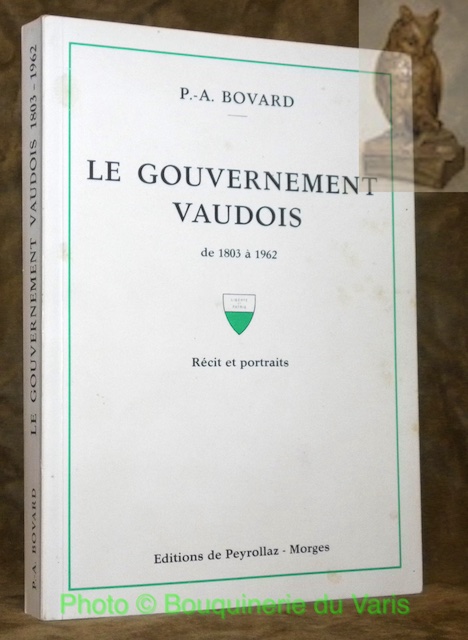 P.-A. BOVARD
LE GOUVERNEMENT
VAUDOIS
de 1803 à 1962
LIBERTÉ
ET
PATRIE
Récit et portraits
Editions de Peyrollaz - Morges
P.-A. BOVARD LE GOUVERNEMENT VAUDOIS 1803 - 1962
Photo © Bouquinerie du Varis